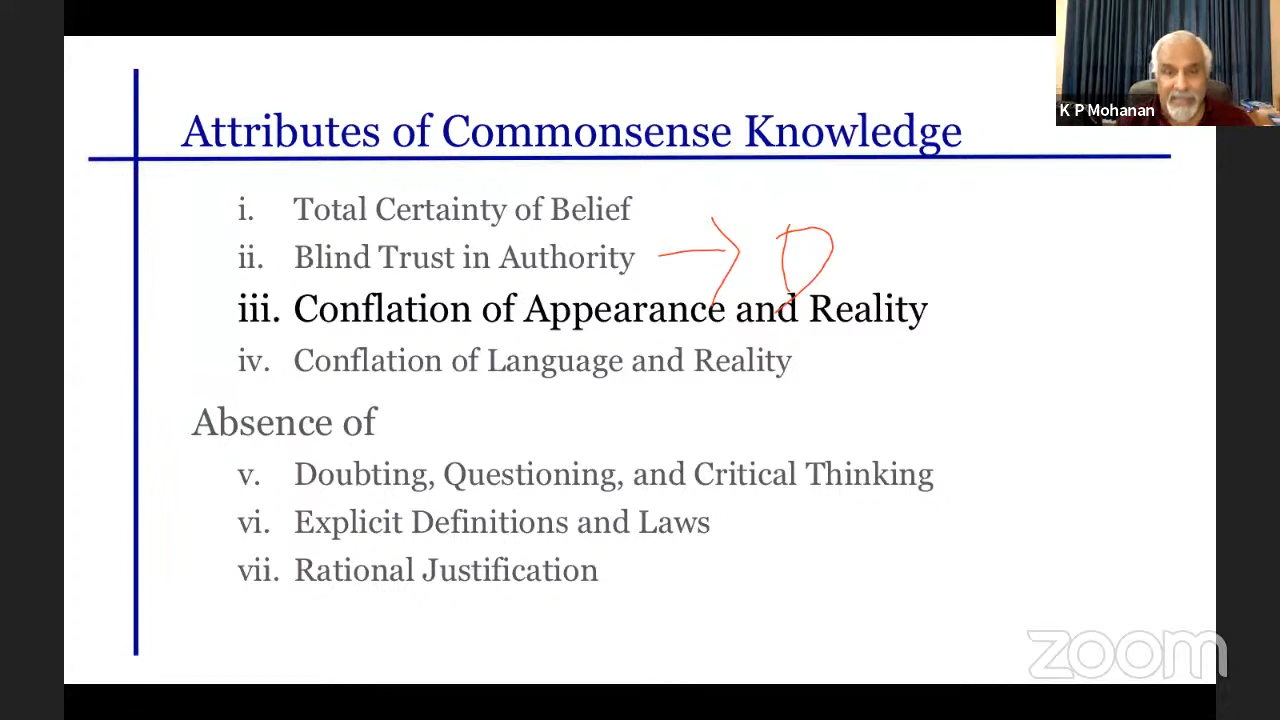 K P Mohanan
Attributes of Commonsense Knowledge
i. Total Certainty of Belief
ii. Blind Trust in Authority → D
iii. Conflation of Appearance and Reality
iv. Conflation of Language and Reality
Absence of
v. Doubting, Questioning, and Critical Thinking
vi. Explicit Definitions and Laws
vii. Rational Justification
zoom